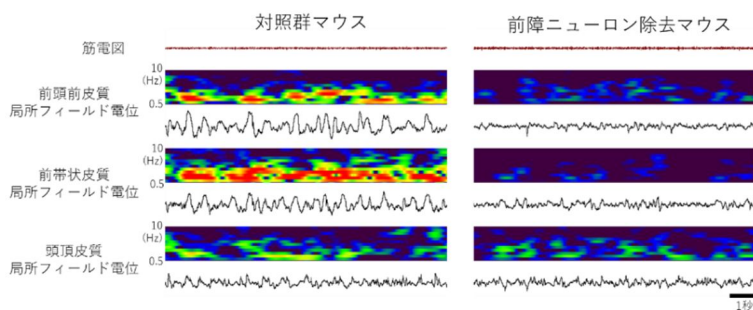 対照群マウス
前障ニューロン除去マウス
筋電図
前頭前皮質
局所フィールド電位
10
(Hz)
0.5
前帯状皮質
局所フィールド電位
10
(Hz)
0.5
頭頂皮質
局所フィールド電位
10
(Hz)
0.5
1秒